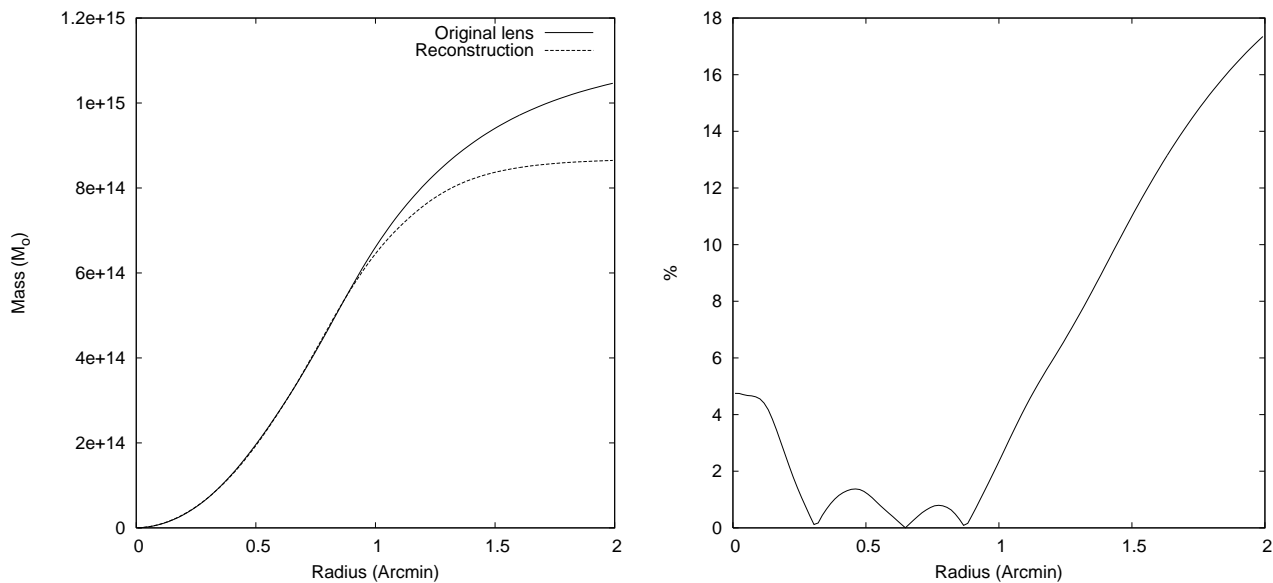 1.2e+15
1e+15
8e+14
6e+14
4e+14
2e+14
0
Mass (M_o)
0 0.5 1 1.5 2
Radius (Arcmin)
Original lens
Reconstruction
18
16
14
12
10
8
6
4
2
0
%
0 0.5 1 1.5 2
Radius (Arcmin)